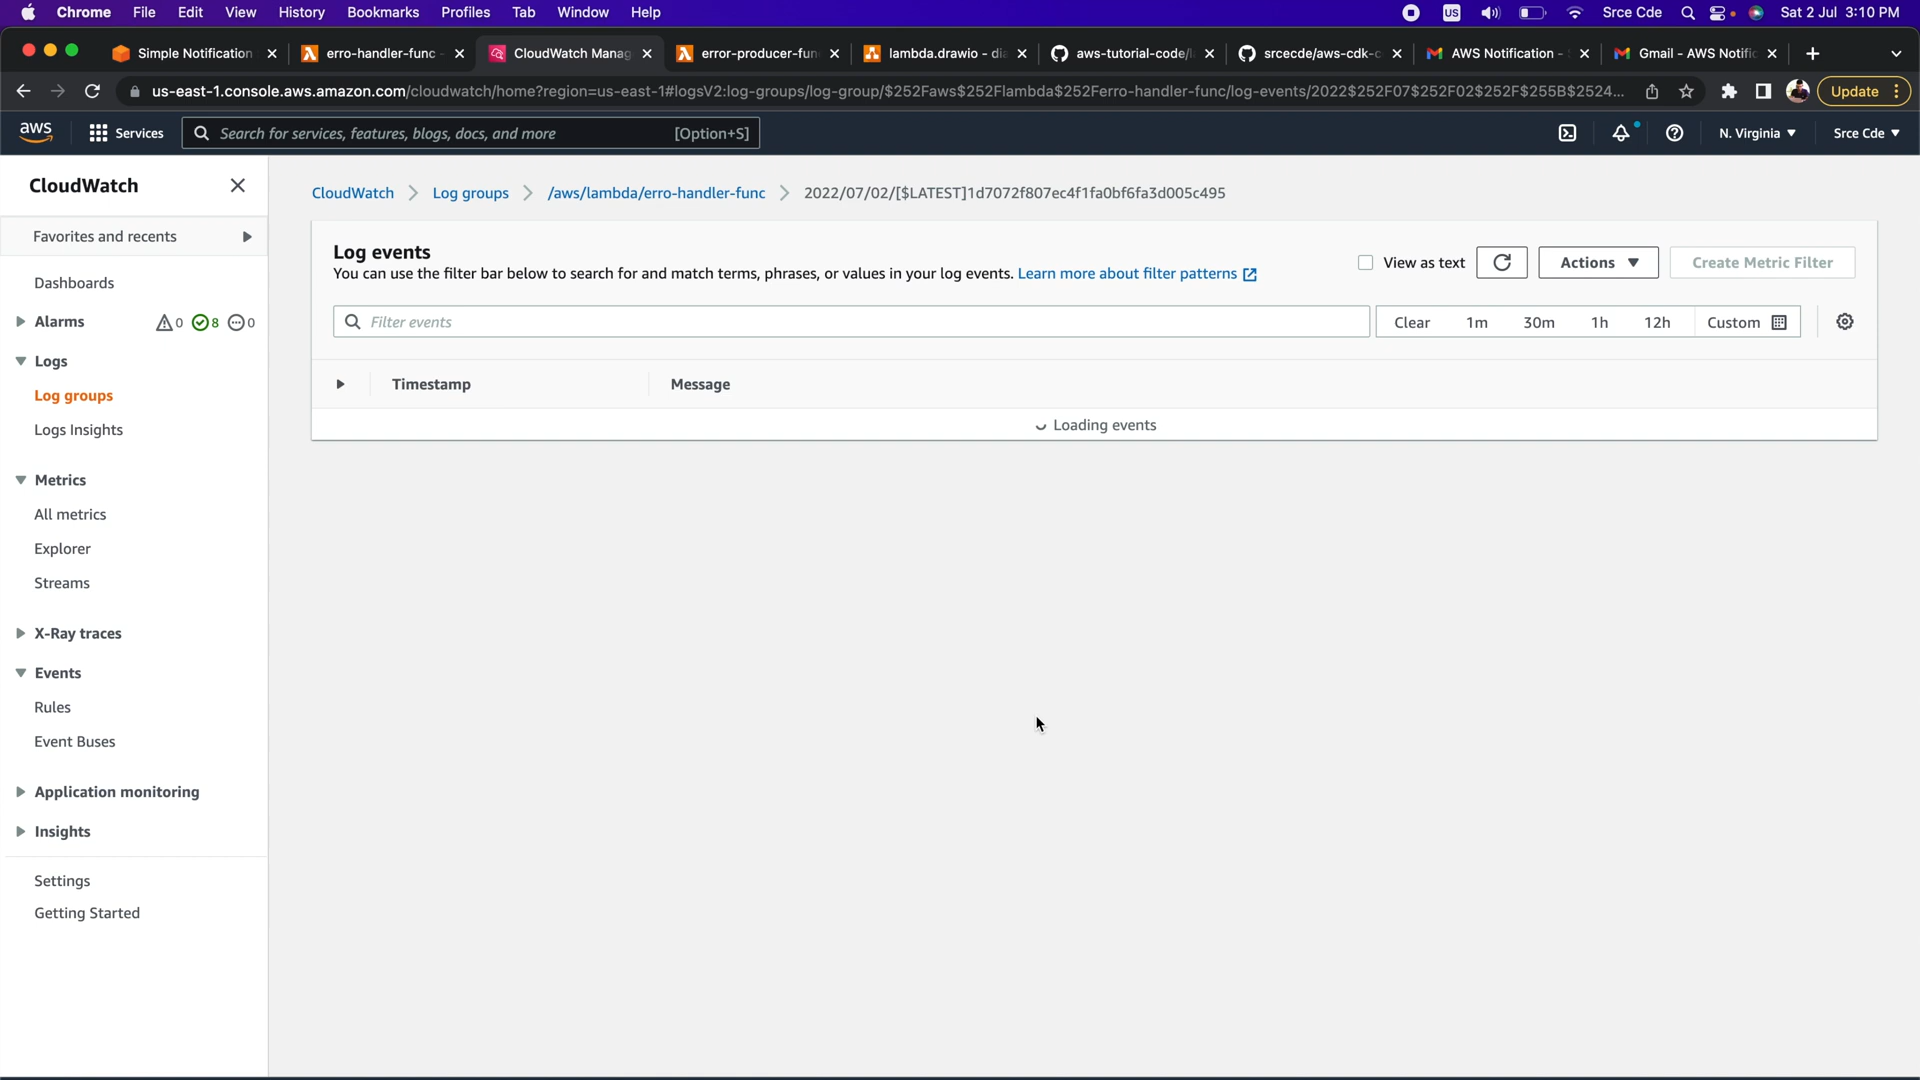 Chrome File Edit View History Bookmarks Profiles Tab Window Help US Srce Cde Sat 2 Jul 3:10 PM
Simple Notification erro-handler-func - CloudWatch Manag error-producer-fun lambda.drawio - dia aws-tutorial-code/l srcecde/aws-cdk-c AWS Notification - Gmail - AWS Notific
us-east-1.console.aws.amazon.com/cloudwatch/home?region=us-east-1#logsV2:log-groups/log-group/$252Faws$252Flambda$252Ferro-handler-func/log-events/2022$252F07$252F02$252F$255B$2524... Update
aws Services Search for services, features, blogs, docs, and more [Option+S] N. Virginia Srce Cde
CloudWatch
Favorites and recents
Dashboards
Alarms 0 8 0
Logs
Log groups
Logs Insights
Metrics
All metrics
Explorer
Streams
X-Ray traces
Events
Rules
Event Buses
Application monitoring
Insights
Settings
Getting Started
CloudWatch Log groups /aws/lambda/erro-handler-func 2022/07/02/[$LATEST]1d7072f807ec4f1fa0bf6fa3d005c495
Log events
You can use the filter bar below to search for and match terms, phrases, or values in your log events. Learn more about filter patterns
View as text Actions Create Metric Filter
Filter events Clear 1m 30m 1h 12h Custom
Timestamp Message
Loading events